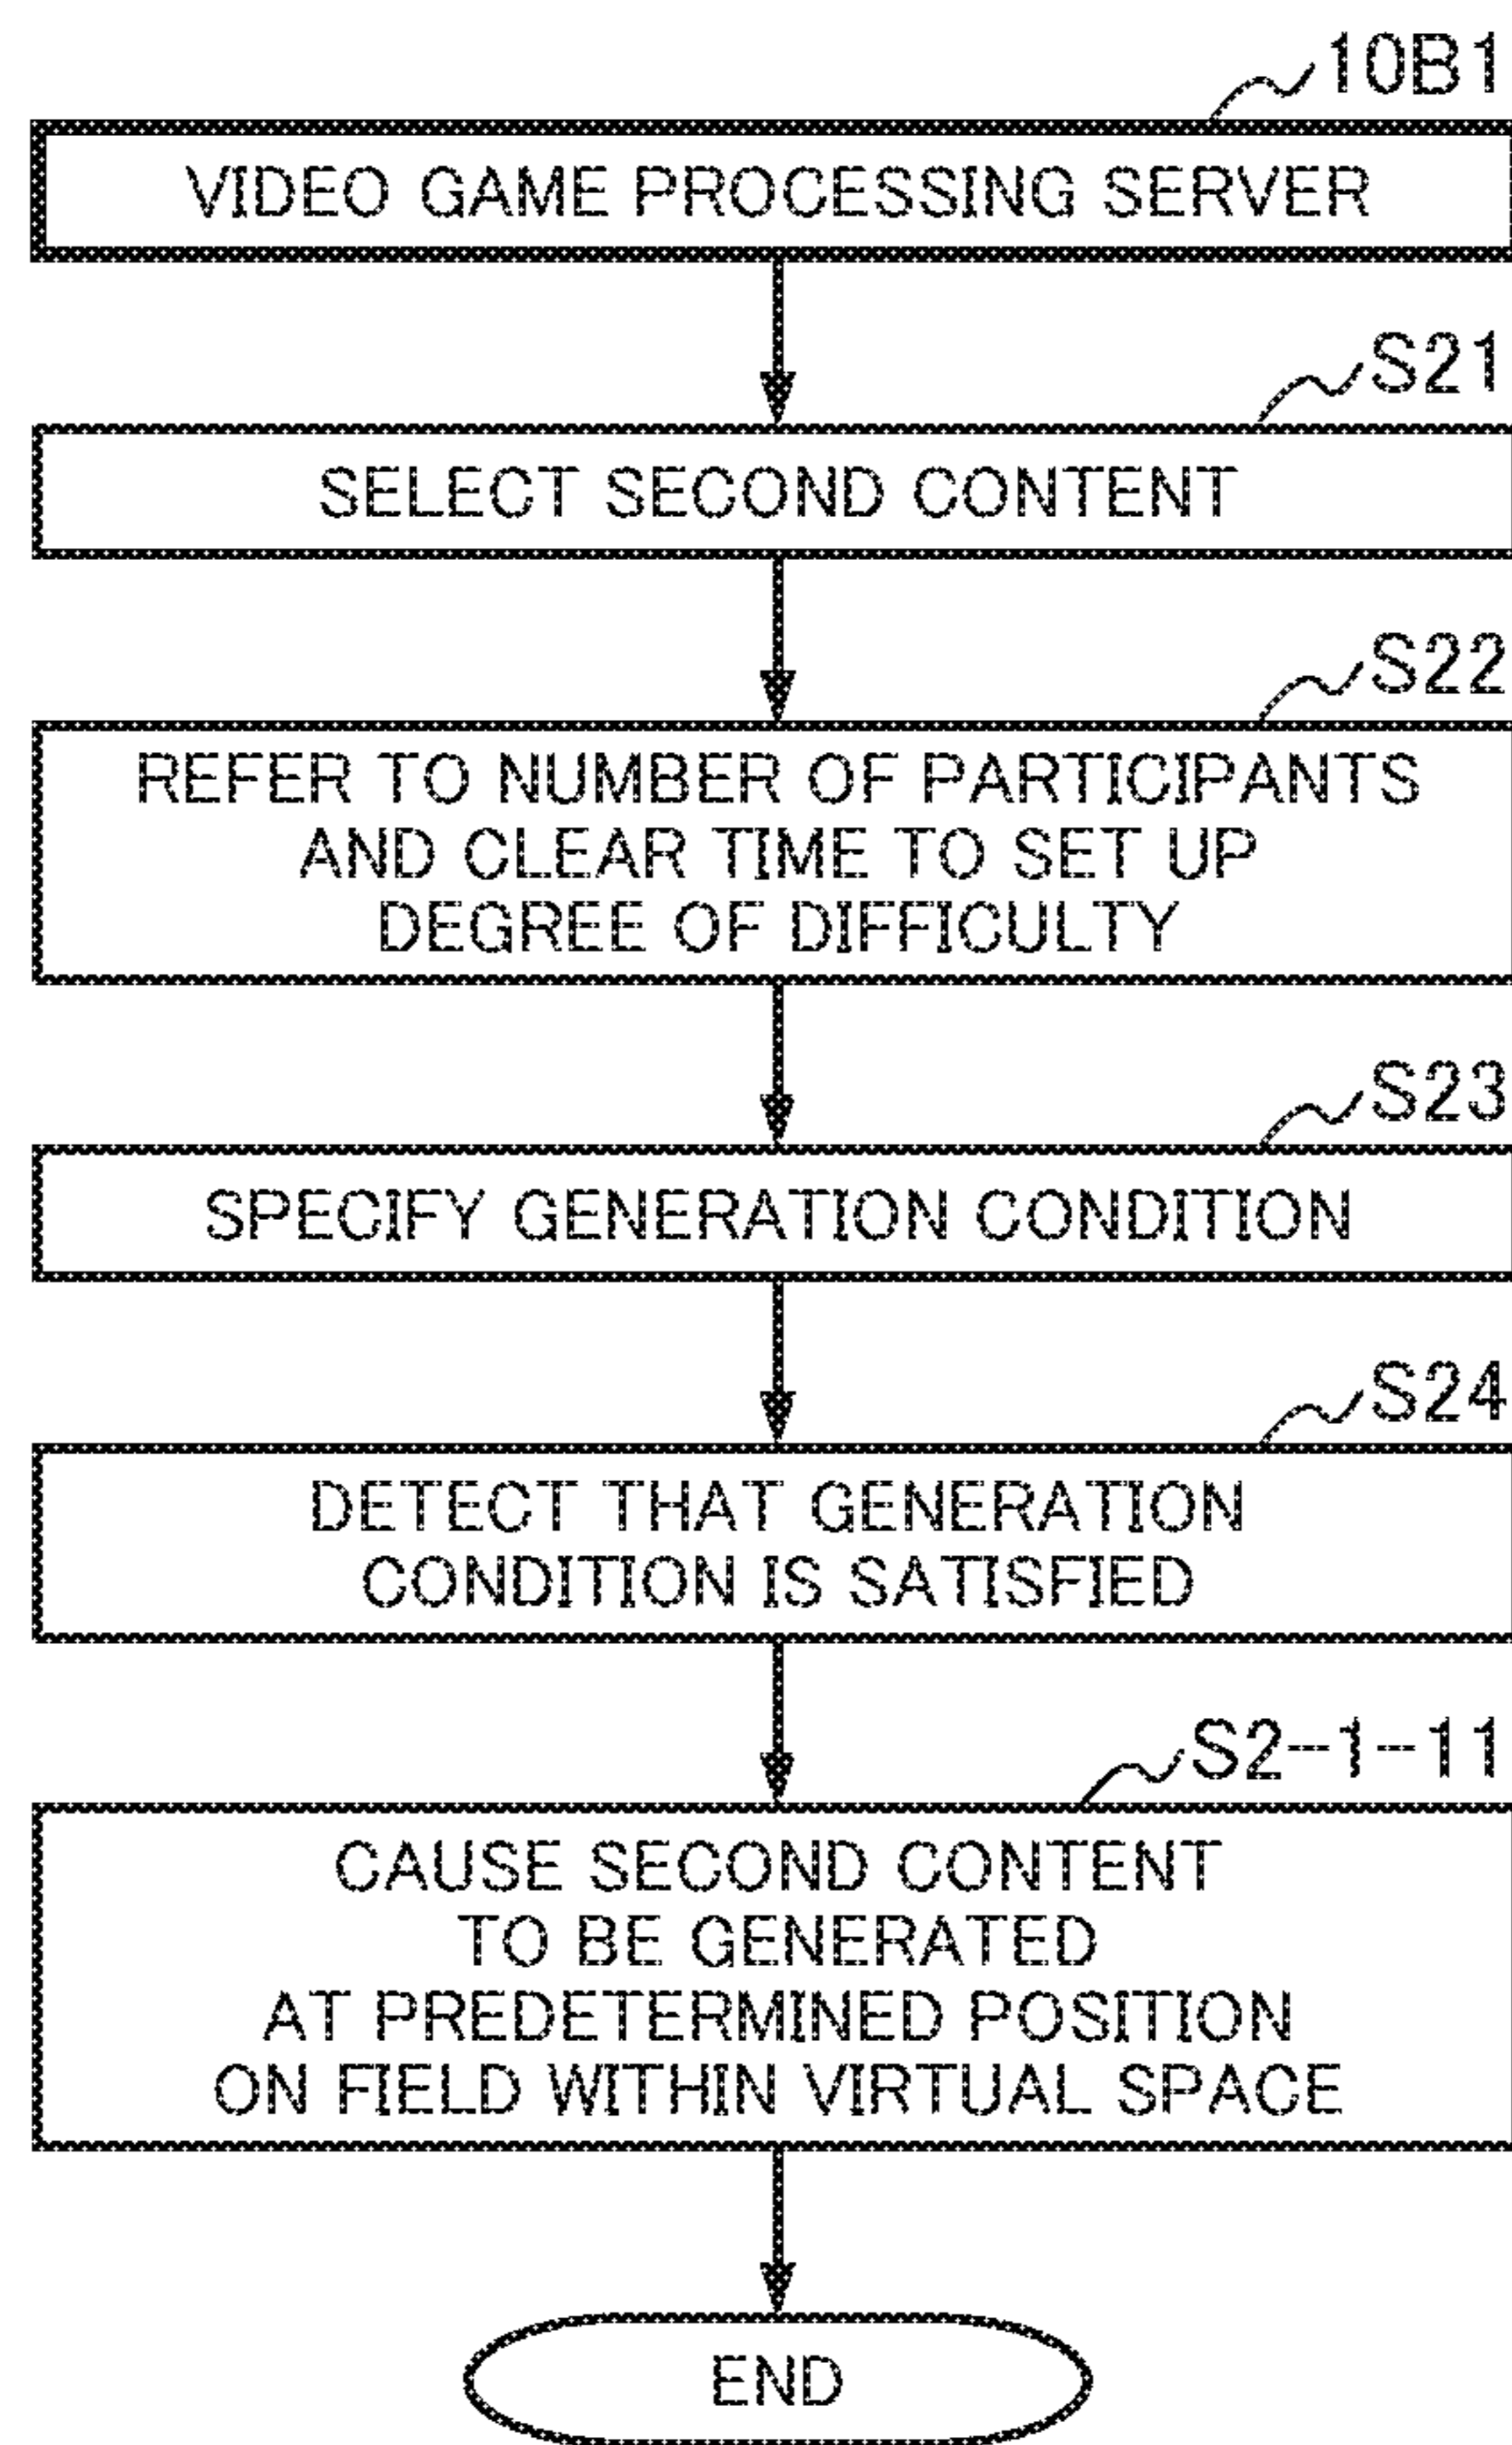 10B1
VIDEO GAME PROCESSING SERVER
S21
SELECT SECOND CONTENT
S22
REFER TO NUMBER OF PARTICIPANTS
AND CLEAR TIME TO SET UP
DEGREE OF DIFFICULTY
S23
SPECIFY GENERATION CONDITION
S24
DETECT THAT GENERATION
CONDITION IS SATISFIED
S2-1-11
CAUSE SECOND CONTENT
TO BE GENERATED
AT PREDETERMINED POSITION
ON FIELD WITHIN VIRTUAL SPACE
END